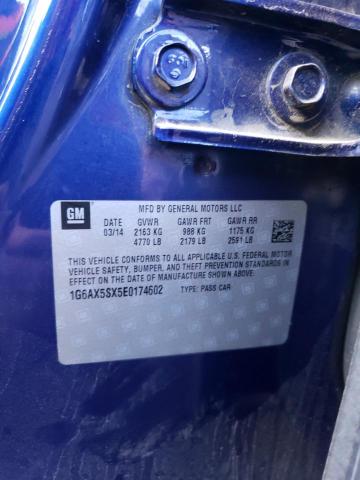 GM
MFD BY GENERAL MOTORS LLC
DATE GVWR GAWR FRT GAWR RR
03/14 2163 KG 988 KG 1175 KG
4770 LB 2179 LB 2591 LB
THIS VEHICLE CONFORMS TO ALL APPLICABLE U.S. FEDERAL MOTOR
VEHICLE SAFETY, BUMPER, AND THEFT PREVENTION STANDARDS
IN EFFECT ON THE DATE OF MANUFACTURE SHOWN ABOVE.
1G6AX5SX5E0174602 TYPE: PASS CAR